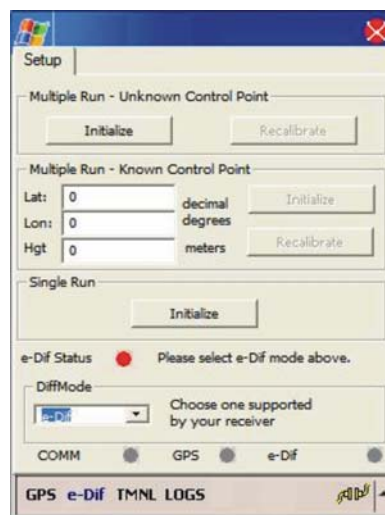 Setup
Multiple Run - Unknown Control Point
Initialize Recalibrate
Multiple Run - Known Control Point
Lat: 0 decimal degrees Initialize
Lon: 0
Hgt 0 meters Recalibrate
Single Run
Initialize
e-Dif Status Please select e-Dif mode above.
DiffMode
e-Dif Choose one supported
by your receiver
COMM GPS e-Dif
GPS e-Dif TMNL LOGS